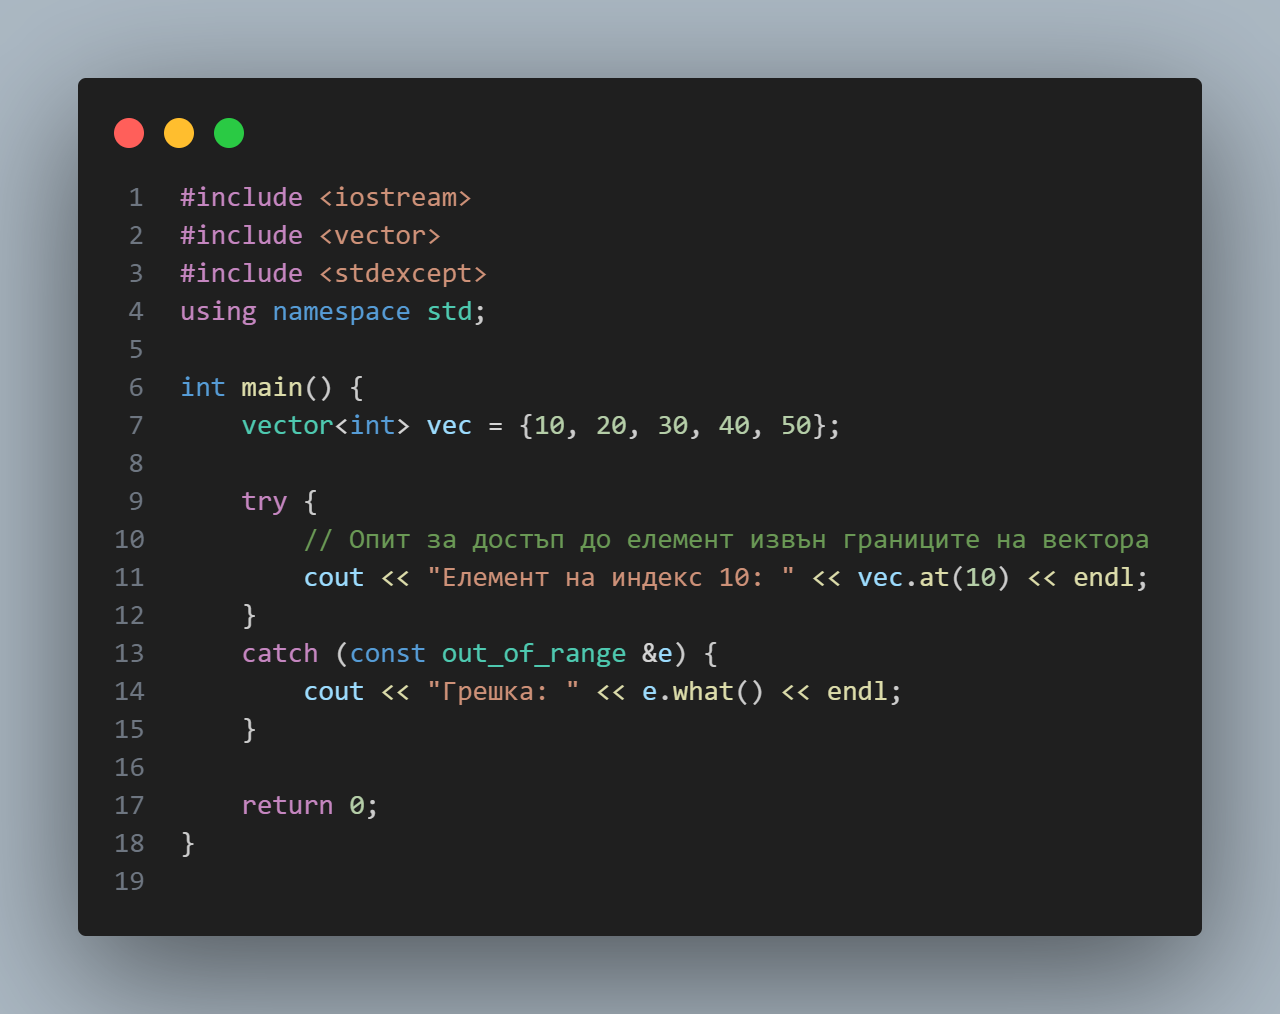 1 #include <iostream>
2 #include <vector>
3 #include <stdexcept>
4 using namespace std;
5
6 int main() {
7     vector<int> vec = {10, 20, 30, 40, 50};
8
9     try {
10         // Опит за достъп до елемент извън границите на вектора
11         cout << "Елемент на индекс 10: " << vec.at(10) << endl;
12     }
13     catch (const out_of_range &e) {
14         cout << "Грешка: " << e.what() << endl;
15     }
16
17     return 0;
18 }
19